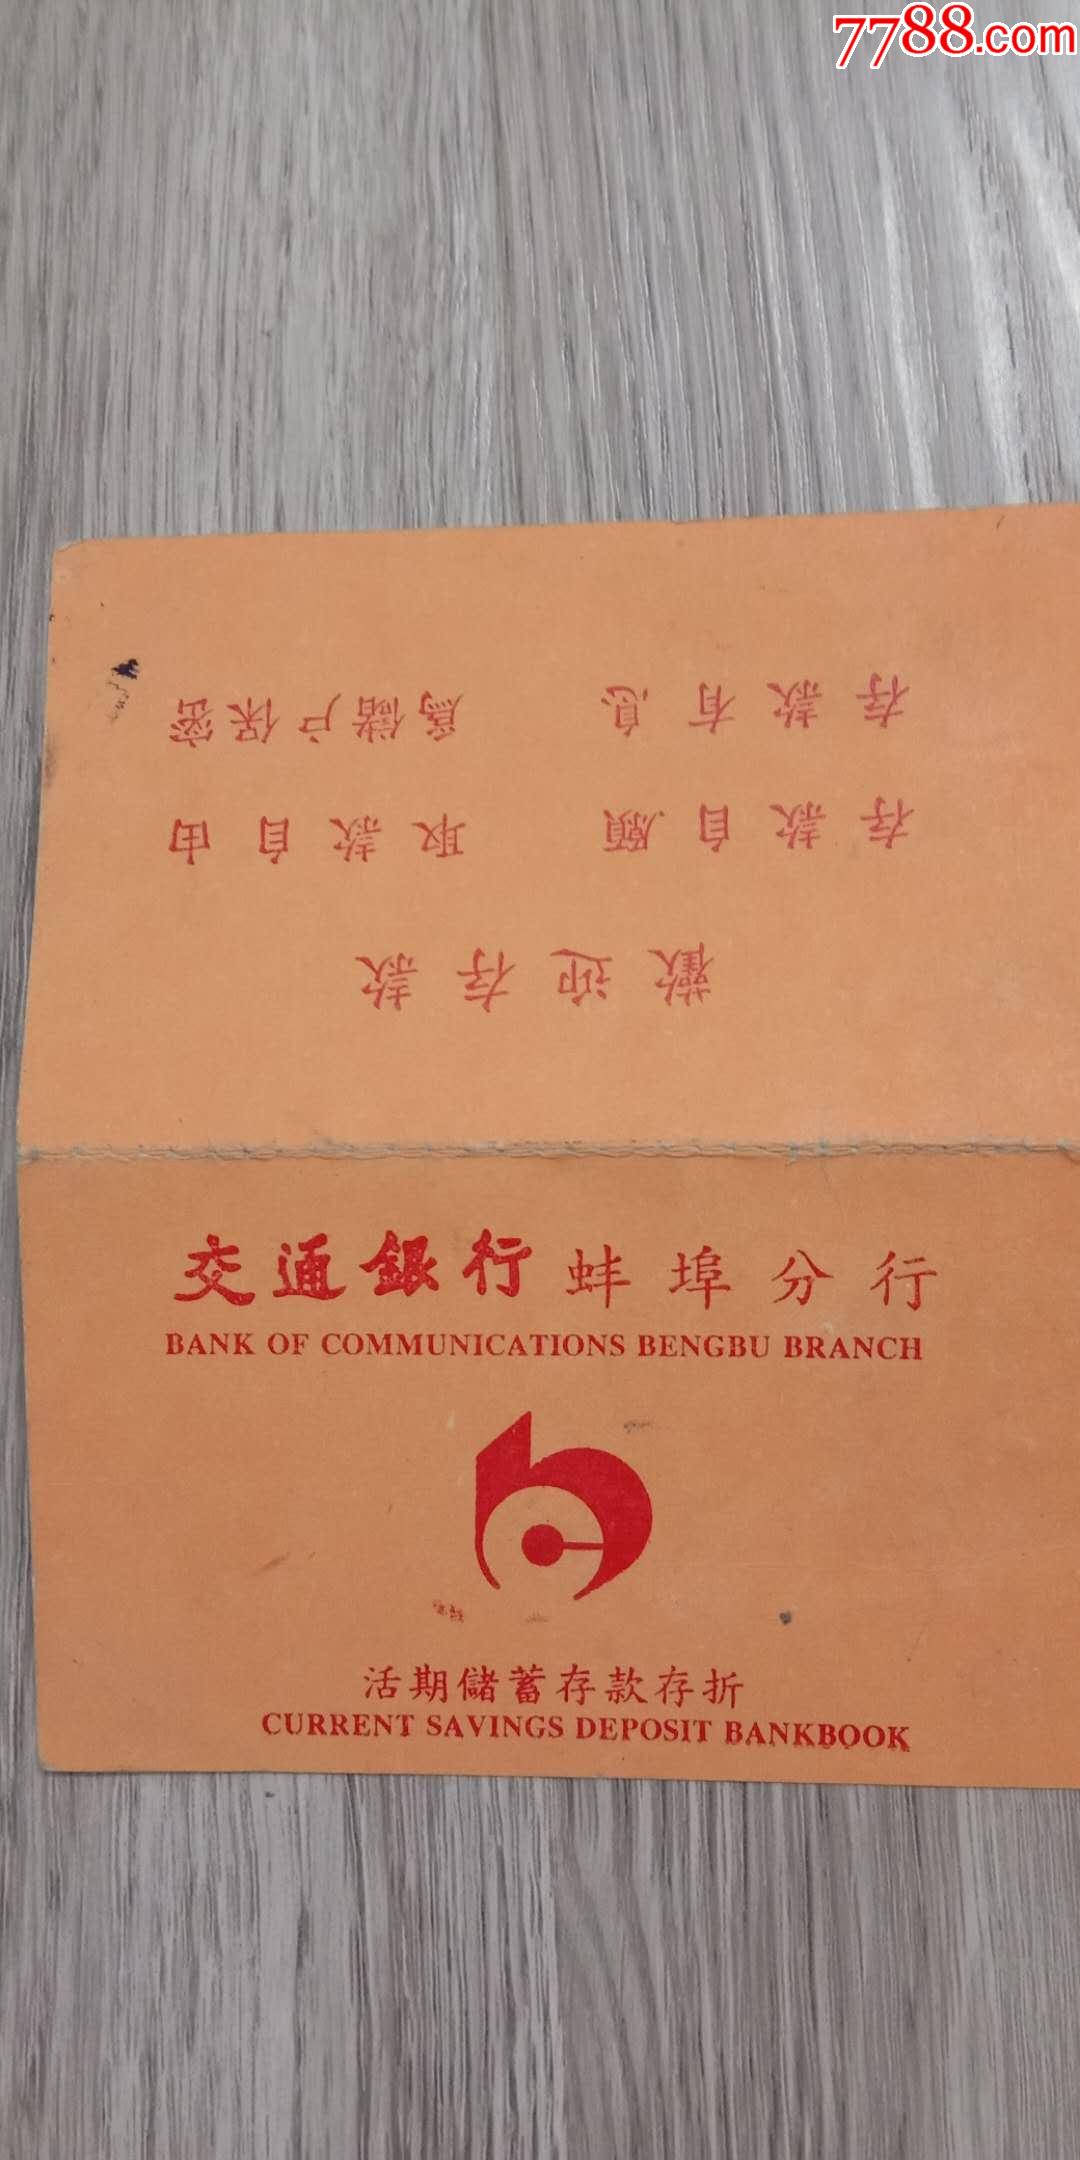 7788.com
歡迎存款
存款自願 取款自由
存款有息 爲儲户保密
交通銀行蚌埠分行
BANK OF COMMUNICATIONS BENGBU BRANCH
活期儲蓄存款存折
CURRENT SAVINGS DEPOSIT BANKBOOK